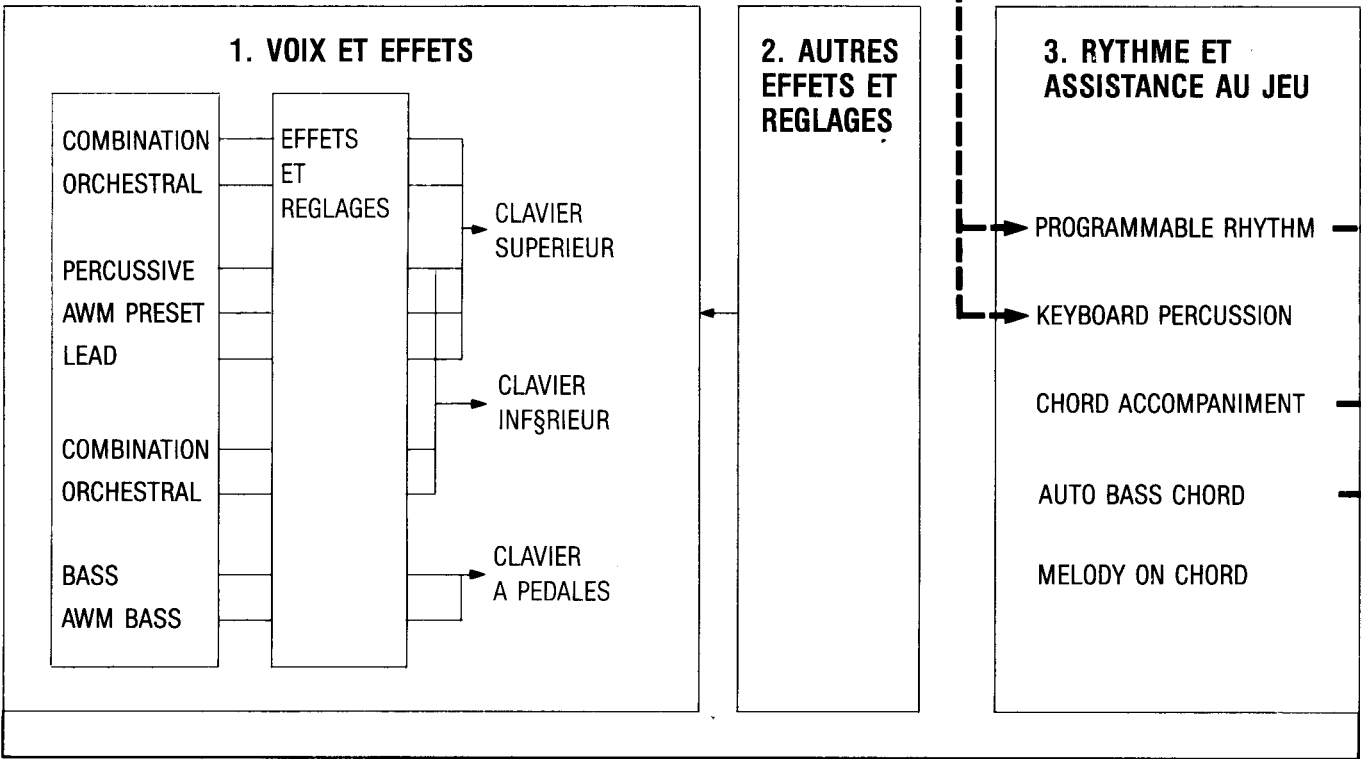 1. VOIX ET EFFETS
COMBINATION
ORCHESTRAL
PERCUSSIVE
AWM PRESET
LEAD
COMBINATION
ORCHESTRAL
BASS
AWM BASS
EFFETS
ET
REGLAGES
CLAVIER
SUPERIEUR
CLAVIER
INF§RIEUR
CLAVIER
A PEDALES
2. AUTRES
EFFETS ET
REGLAGES
3. RYTHME ET
ASSISTANCE AU JEU
PROGRAMMABLE RHYTHM
KEYBOARD PERCUSSION
CHORD ACCOMPANIMENT
AUTO BASS CHORD
MELODY ON CHORD